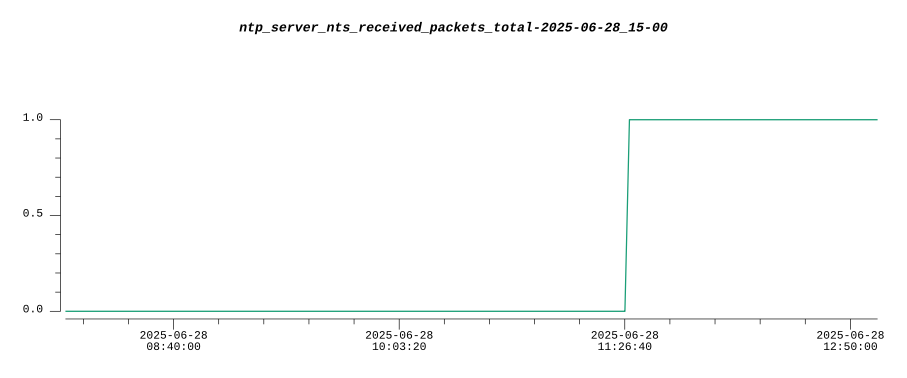 ntp_server_nts_received_packets_total-2025-06-28_15-00
1.0
0.5
0.0
2025-06-28 2025-06-28 2025-06-28 2025-06-28
08:40:00 10:03:20 11:26:40 12:50:00